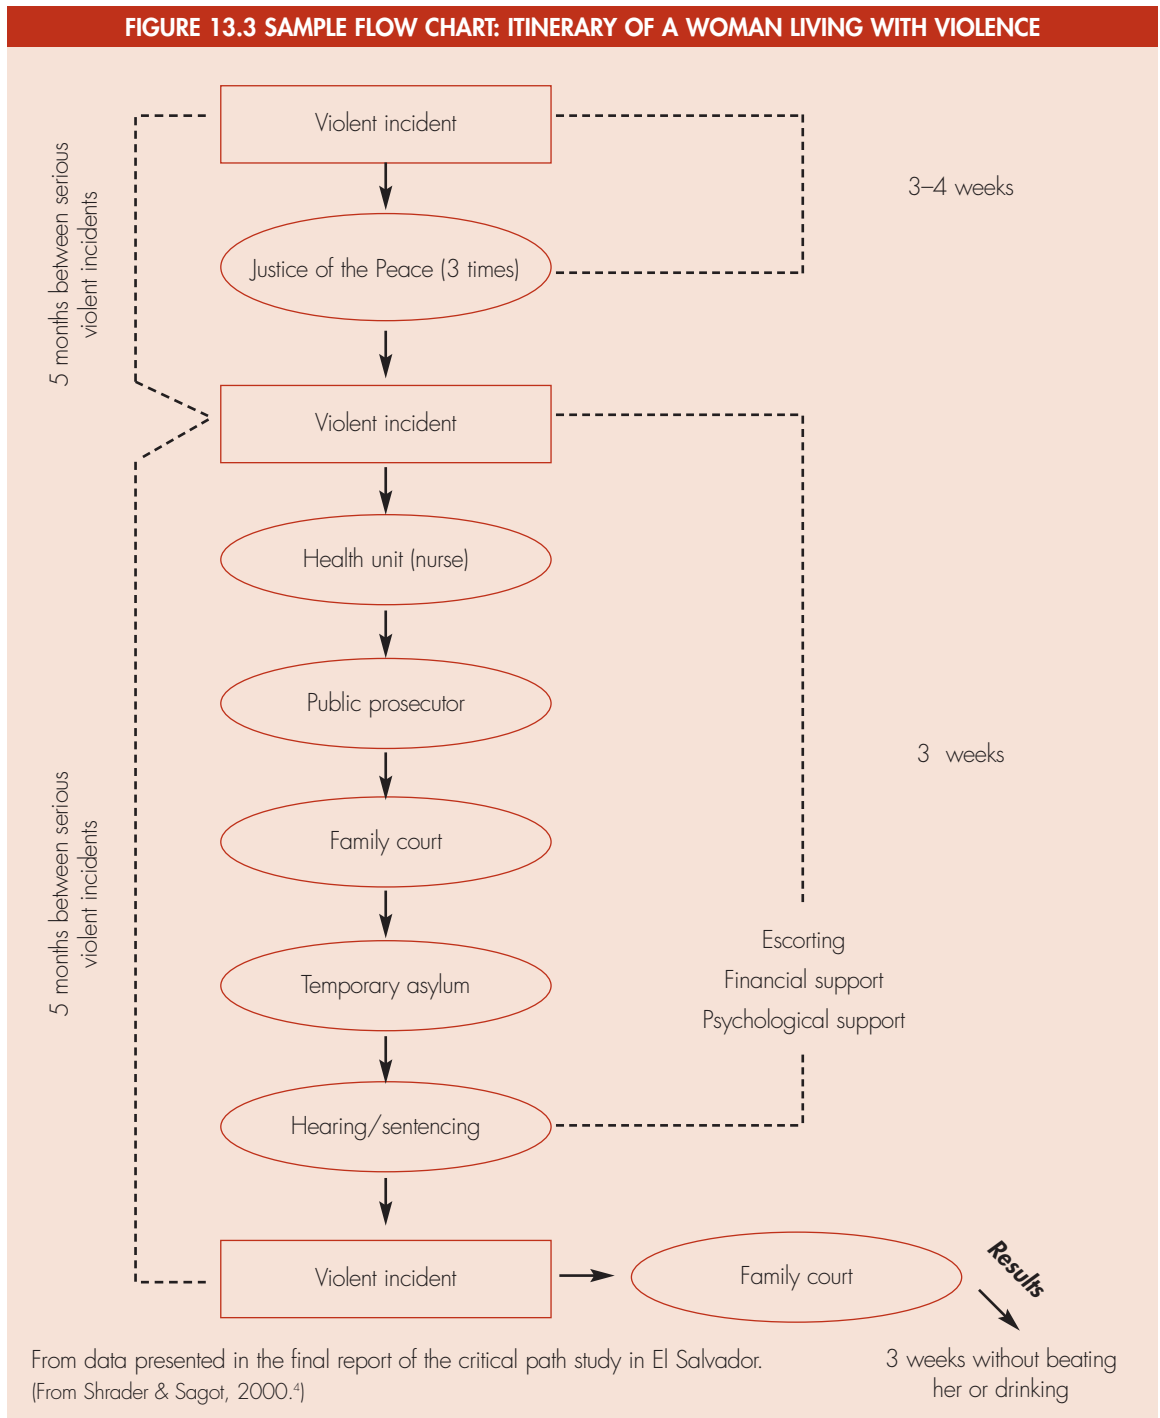 FIGURE 13.3 SAMPLE FLOW CHART: ITINERARY OF A WOMAN LIVING WITH VIOLENCE
Violent incident
3–4 weeks
5 months between serious
violent incidents
Justice of the Peace (3 times)
Violent incident
Health unit (nurse)
Public prosecutor
3 weeks
Family court
5 months between serious
violent incidents
Escorting
Financial support
Psychological support
Temporary asylum
Hearing/sentencing
Violent incident
Family court
Results
3 weeks without beating
her or drinking
From data presented in the final report of the critical path study in El Salvador.
(From Shrader & Sagot, 2000.⁴)